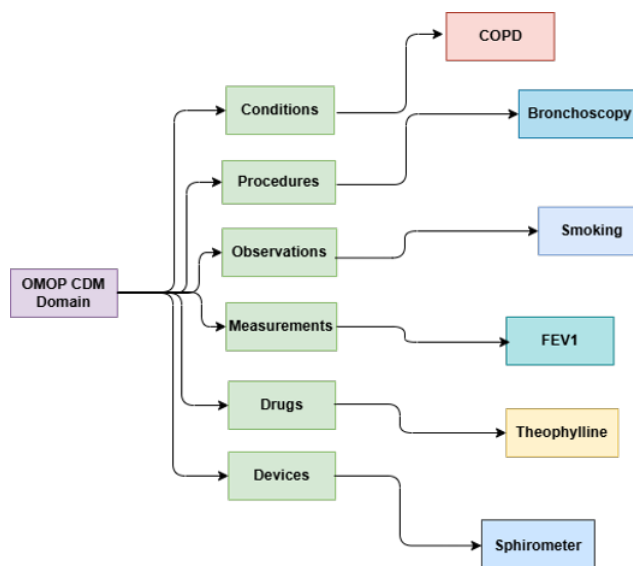 COPD
Conditions
Bronchoscopy
Procedures
Smoking
Observations
OMOP CDM
Domain
Measurements
FEV1
Drugs
Theophylline
Devices
Sphirometer